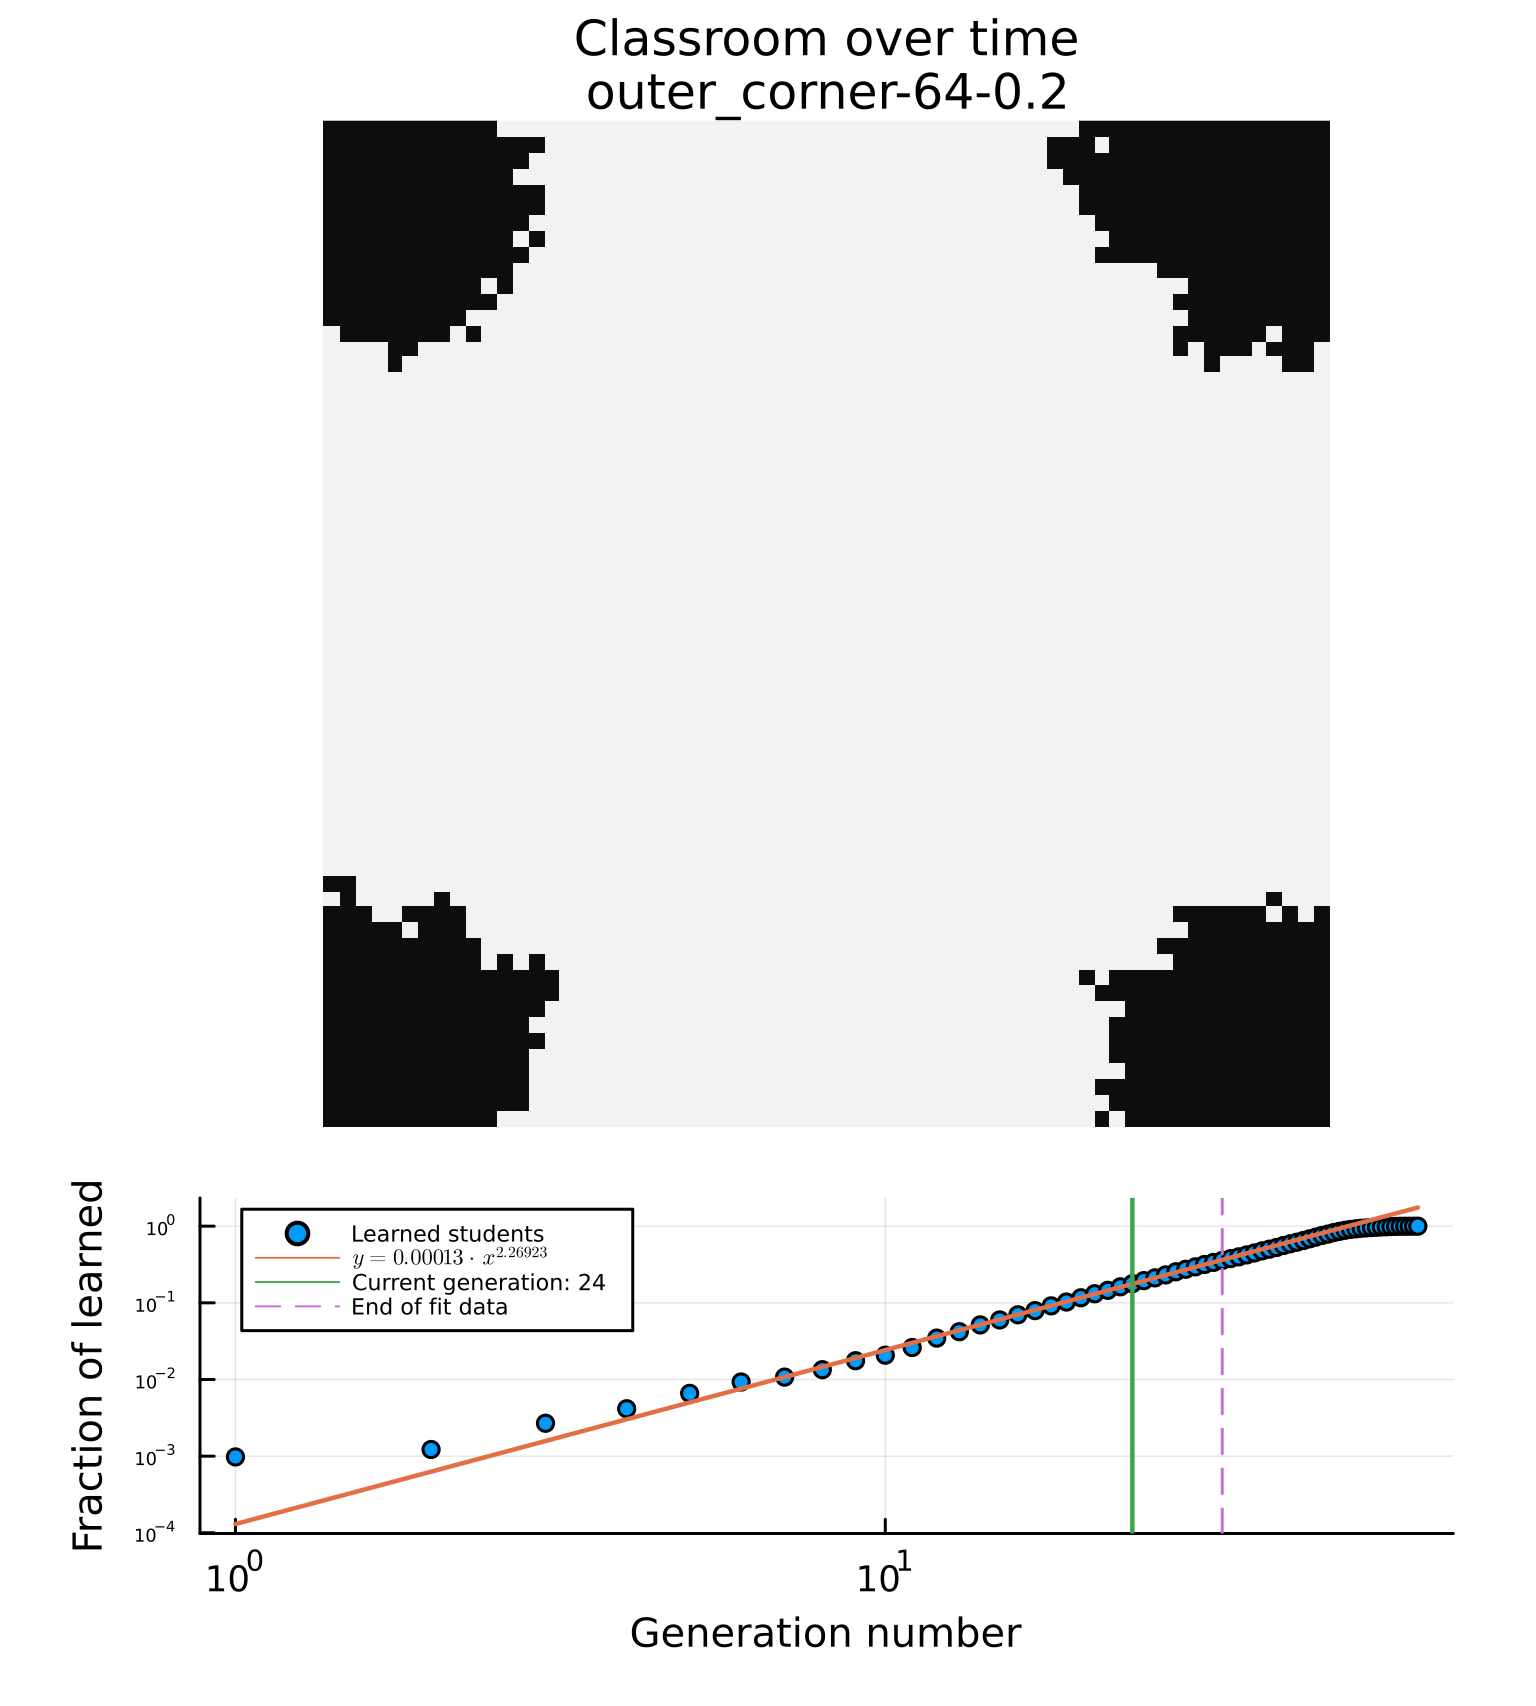 Classroom over time
outer_corner-64-0.2
Fraction of learned
10^0
10^-1
10^-2
10^-3
10^-4
Learned students
y = 0.00013 · x^2.26923
Current generation: 24
End of fit data
10^0
10^1
Generation number